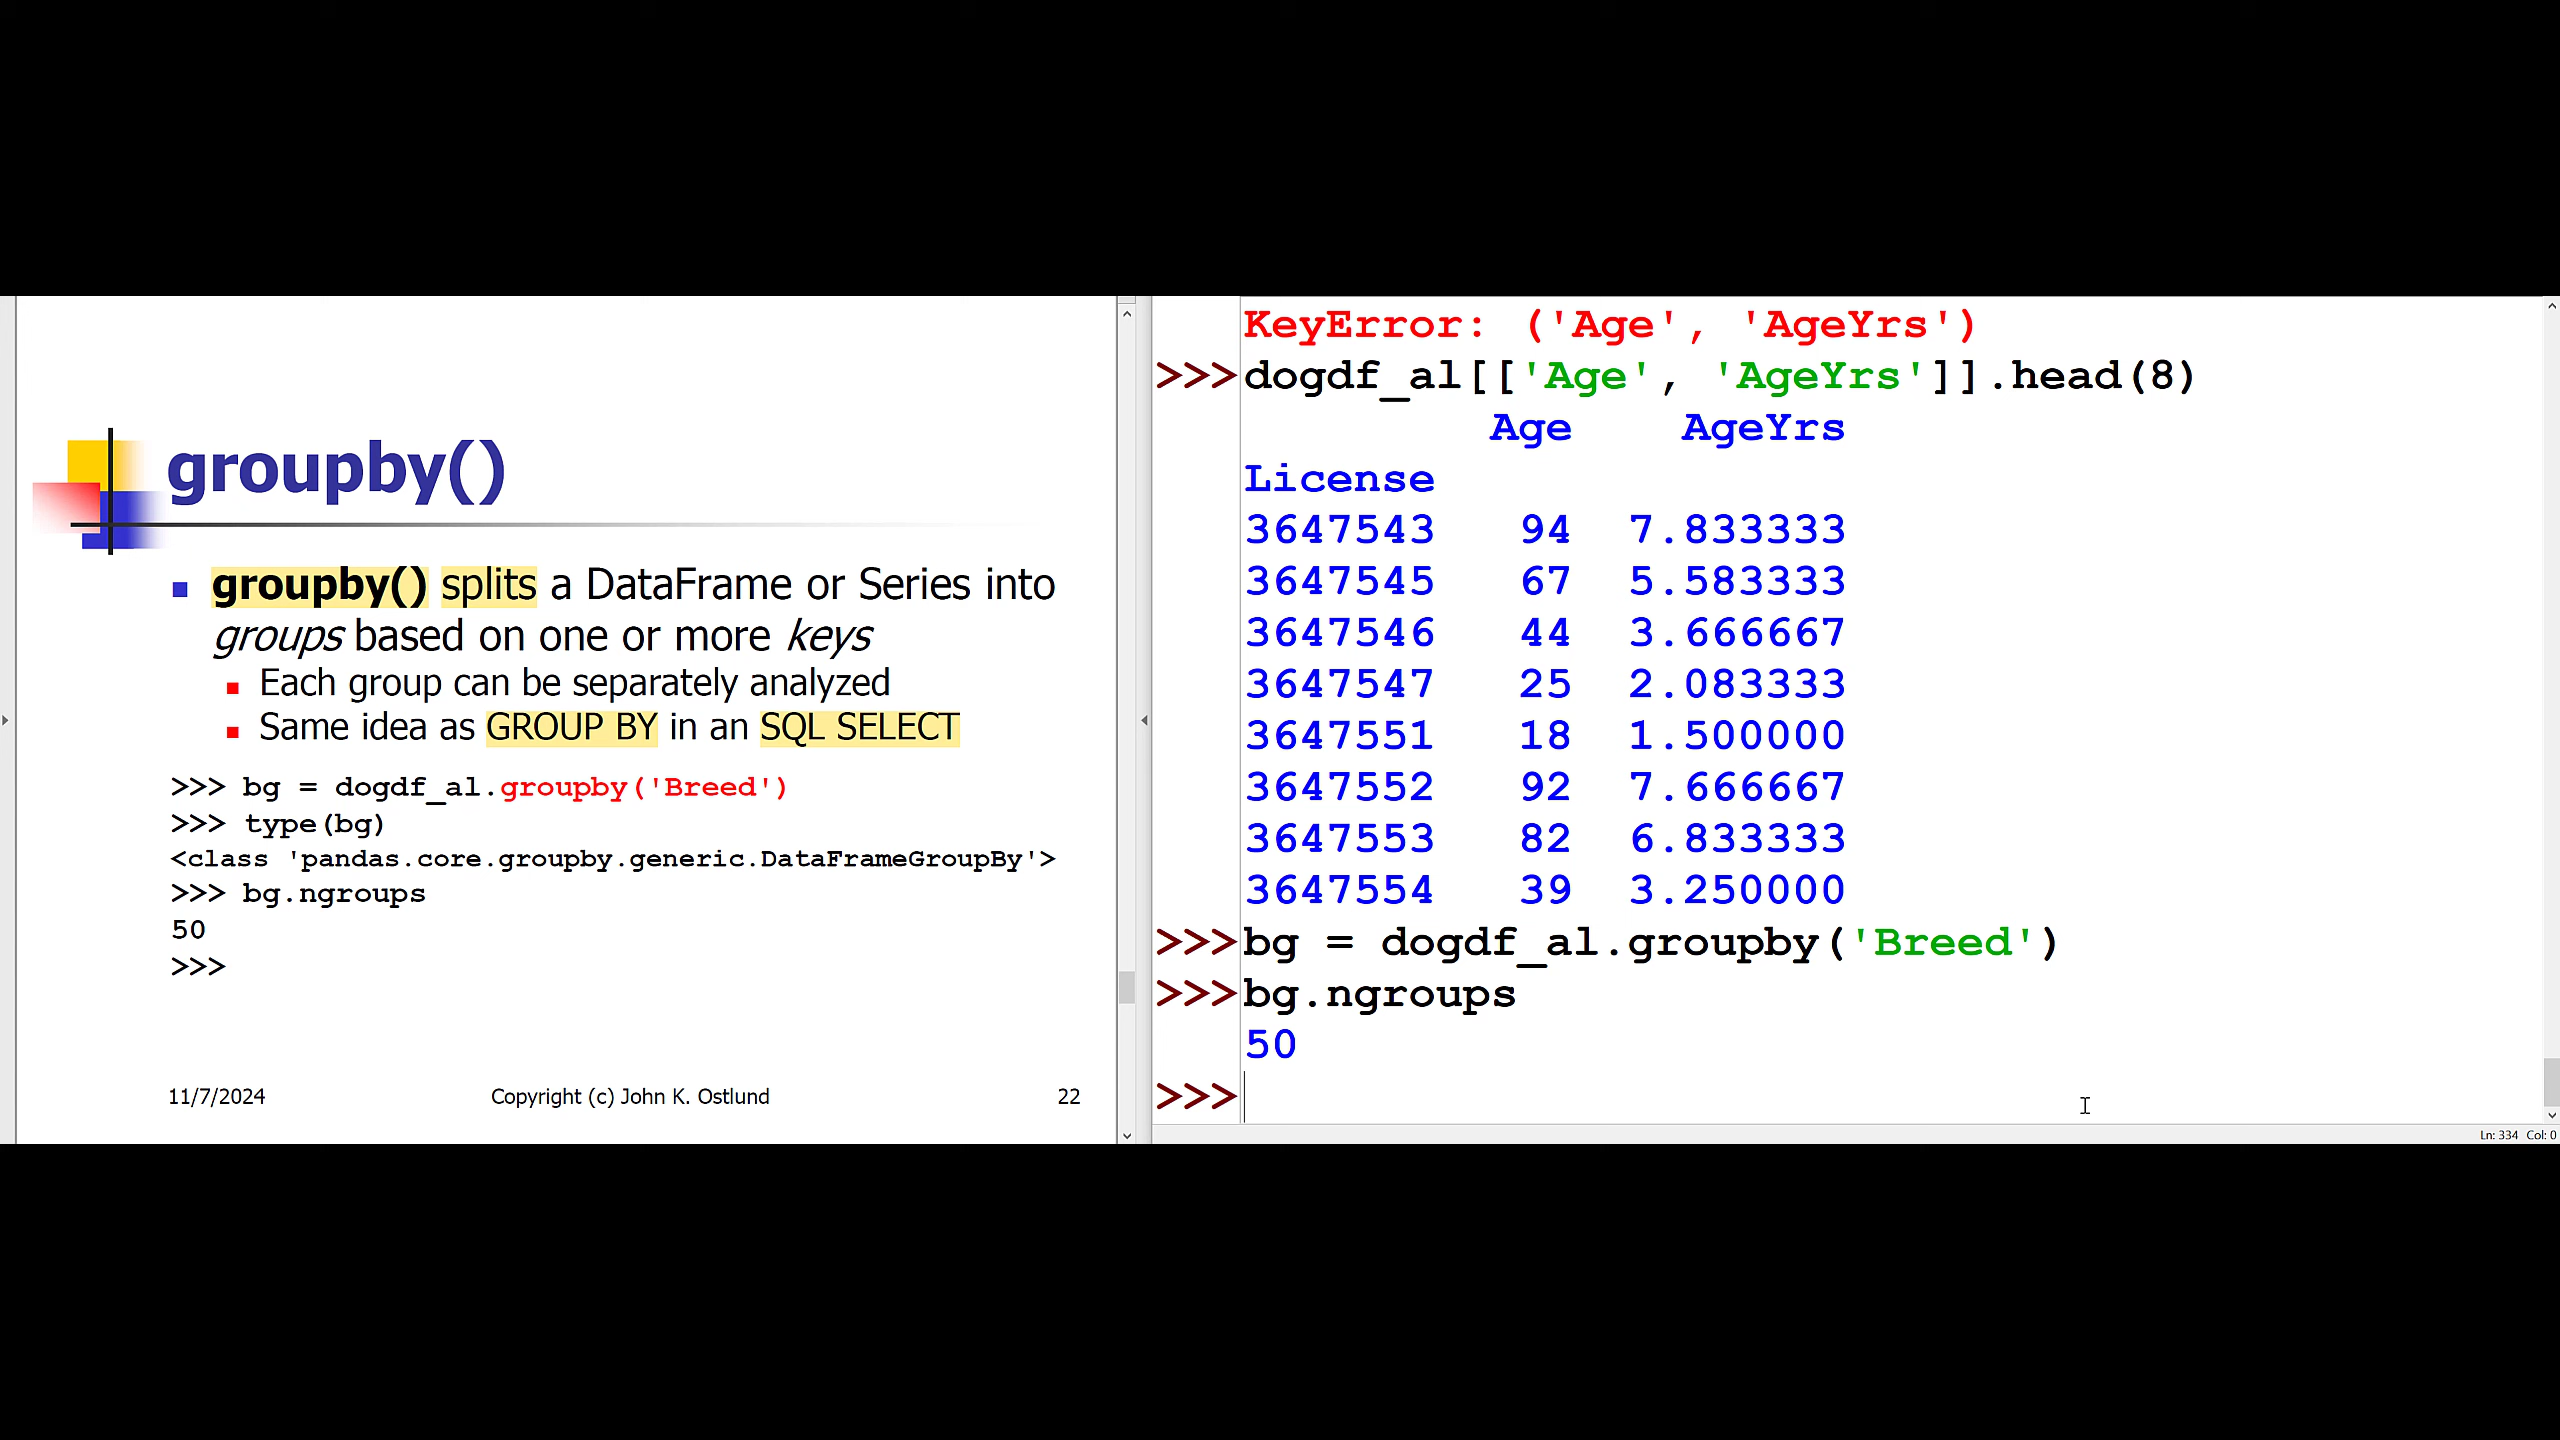 groupby()
groupby() splits a DataFrame or Series into
groups based on one or more keys
Each group can be separately analyzed
Same idea as GROUP BY in an SQL SELECT
>>> bg = dogdf_al.groupby('Breed')
>>> type(bg)
<class 'pandas.core.groupby.generic.DataFrameGroupBy'>
>>> bg.ngroups
50
>>>
11/7/2024 Copyright (c) John K. Ostlund 22
KeyError: ('Age', 'AgeYrs')
>>> dogdf_al[['Age', 'AgeYrs']].head(8)
Age AgeYrs
License
3647543 94 7.833333
3647545 67 5.583333
3647546 44 3.666667
3647547 25 2.083333
3647551 18 1.500000
3647552 92 7.666667
3647553 82 6.833333
3647554 39 3.250000
>>> bg = dogdf_al.groupby('Breed')
>>> bg.ngroups
50
>>>
Ln: 334 Col: 0